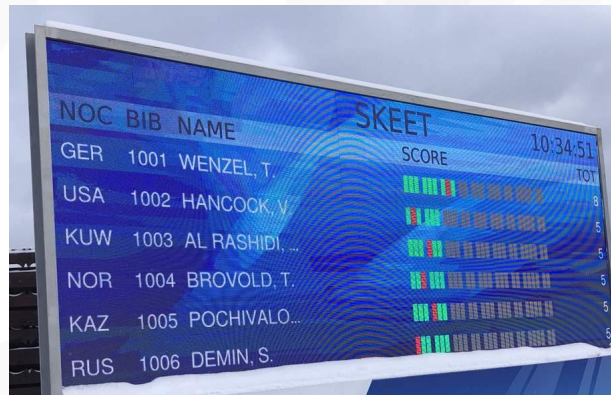 SKEET
10:34:51
NOC BIB NAME SCORE TOT
GER 1001 WENZEL, T. 8
USA 1002 HANCOCK, V. 5
KUW 1003 AL RASHIDI, ... 5
NOR 1004 BROVOLD, T. 5
KAZ 1005 POCHIVALO... 5
RUS 1006 DEMIN, S. 5